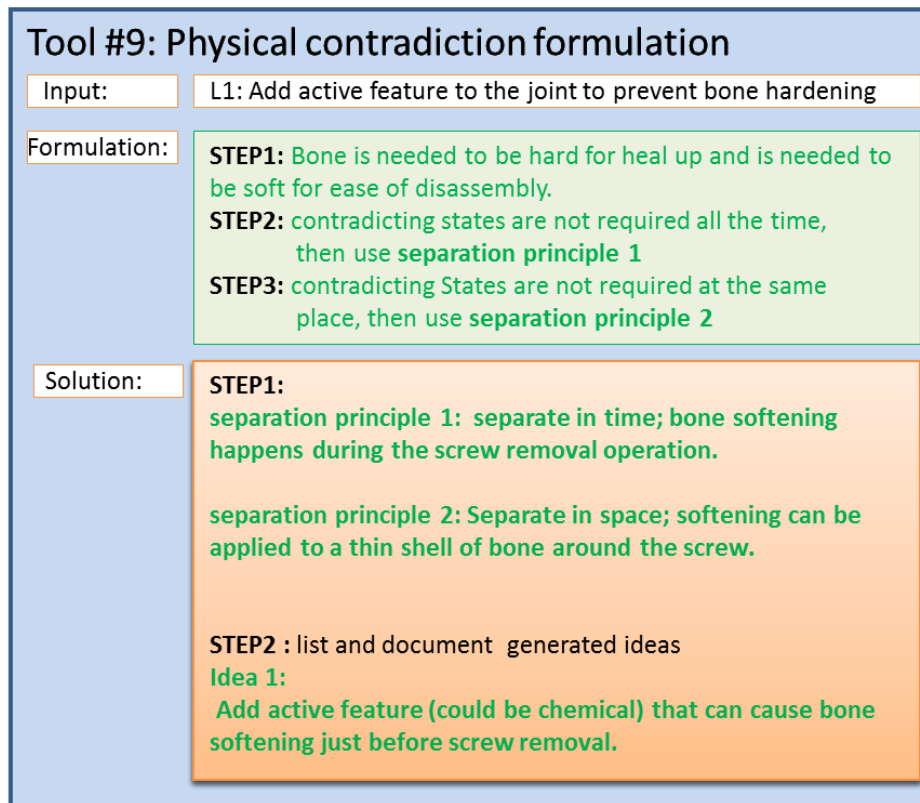 Tool #9: Physical contradiction formulation
Input:
L1: Add active feature to the joint to prevent bone hardening
Formulation:
STEP1: Bone is needed to be hard for heal up and is needed to
be soft for ease of disassembly.
STEP2: contradicting states are not required all the time,
then use separation principle 1
STEP3: contradicting States are not required at the same
place, then use separation principle 2
Solution:
STEP1:
separation principle 1: separate in time; bone softening
happens during the screw removal operation.
separation principle 2: Separate in space; softening can be
applied to a thin shell of bone around the screw.
STEP2 : list and document generated ideas
Idea 1:
Add active feature (could be chemical) that can cause bone
softening just before screw removal.